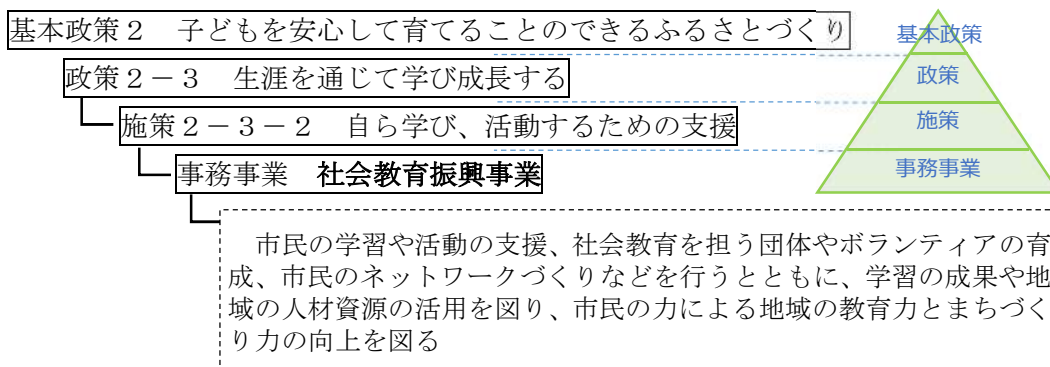 基本政策２　子どもを安心して育てることのできるふるさとづくり
政策２－３　生涯を通じて学び成長する
施策２－３－２　自ら学び、活動するための支援
事務事業　社会教育振興事業
市民の学習や活動の支援、社会教育を担う団体やボランティアの育
成、市民のネットワークづくりなどを行うとともに、学習の成果や地
域の人材資源の活用を図り、市民の力による地域の教育力とまちづく
り力の向上を図る
基本政策
政策
施策
事務事業